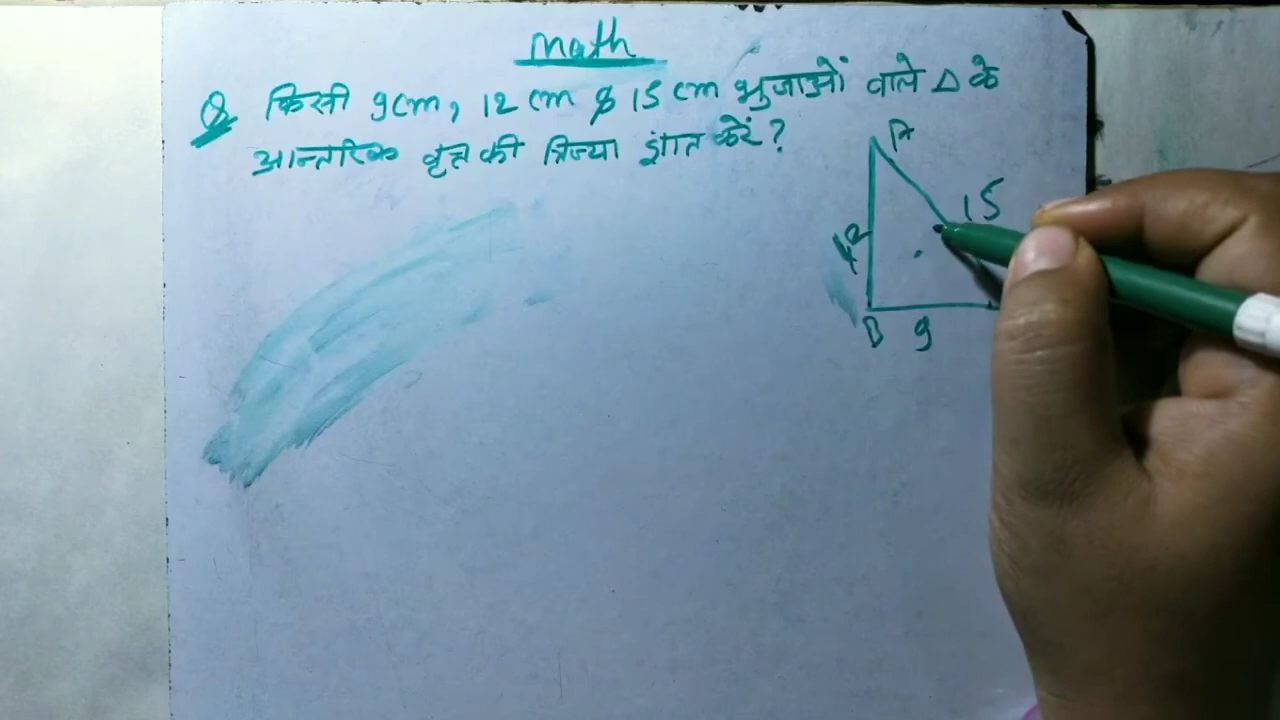 Math
Q किसी 9cm, 12 cm & 15 cm भुजाओं वाले Δ के
आन्तरिक वृत्त की त्रिज्या ज्ञात करें?
A
15
12
B 9